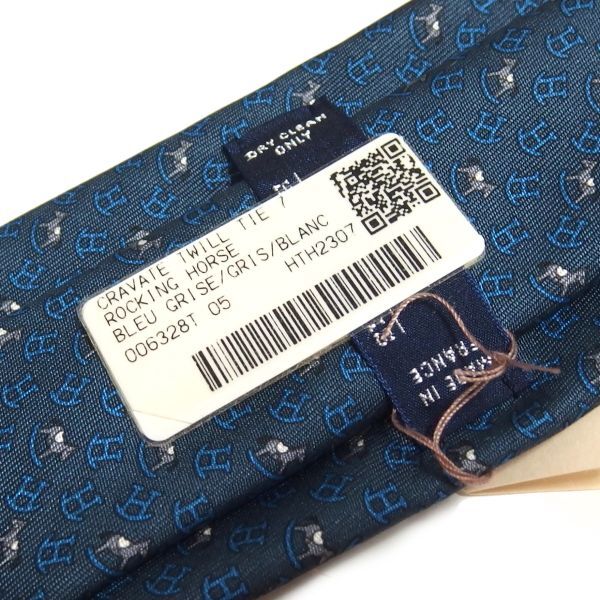 DRY CLEAN
ONLY
CRAVATE TWILL TIE 7
ROCKING HORSE
BLEU GRISE/GRIS/BLANC
006328T 05
HTH2307
MADE IN
FRANCE